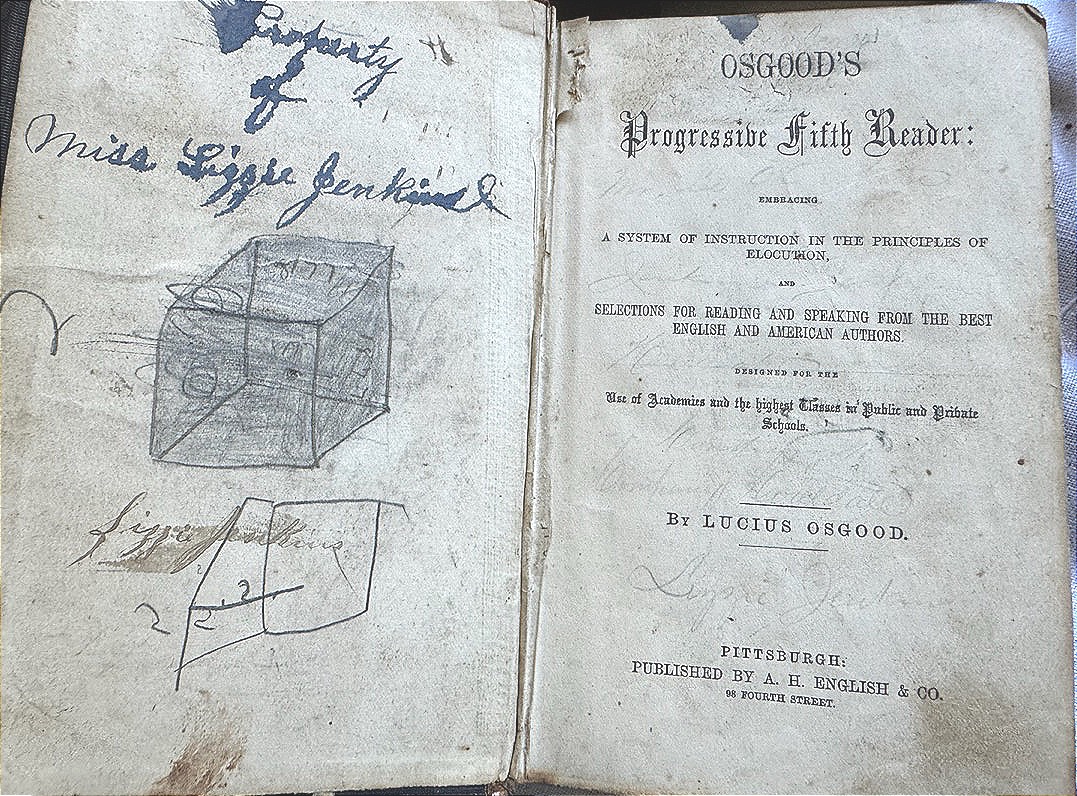 Property
of
Miss Lizzie Jenkins
Lizzie Jenkins
2
2
2
OSGOOD'S
Progressive Fifth Reader:
EMBRACING
A SYSTEM OF INSTRUCTION IN THE PRINCIPLES OF
ELOCUTION,
AND
SELECTIONS FOR READING AND SPEAKING FROM THE BEST
ENGLISH AND AMERICAN AUTHORS.
DESIGNED FOR THE
Use of Academies and the highest Classes in Public and Private
Schools.
BY LUCIUS OSGOOD.
Lizzie
PITTSBURGH:
PUBLISHED BY A. H. ENGLISH & CO.
98 FOURTH STREET.